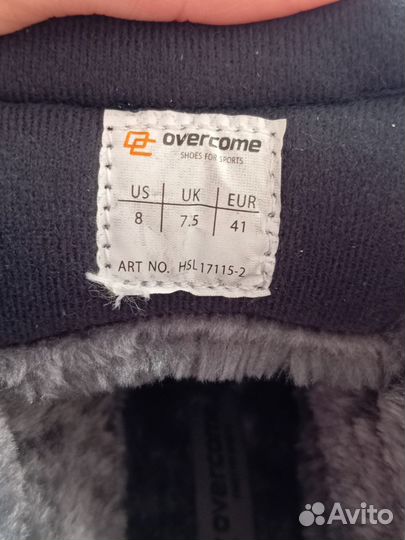 overcome
SHOES FOR SPORTS
US UK EUR
8 7.5 41
ART NO. HSL17115-2
overcome
Avito